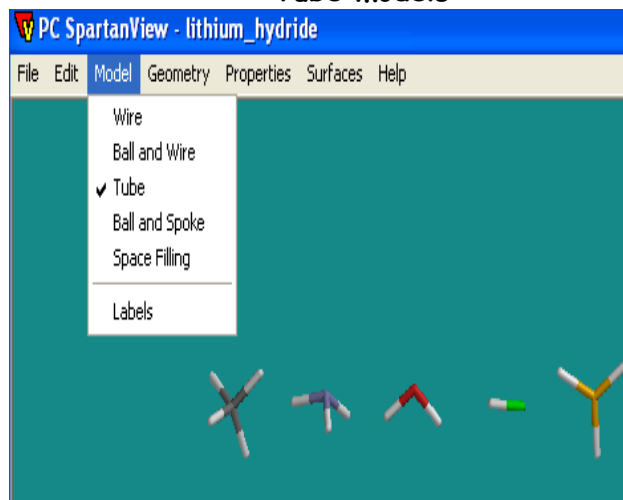 PC SpartanView - lithium_hydride
File Edit Model Geometry Properties Surfaces Help
Wire
Ball and Wire
Tube
Ball and Spoke
Space Filling
Labels